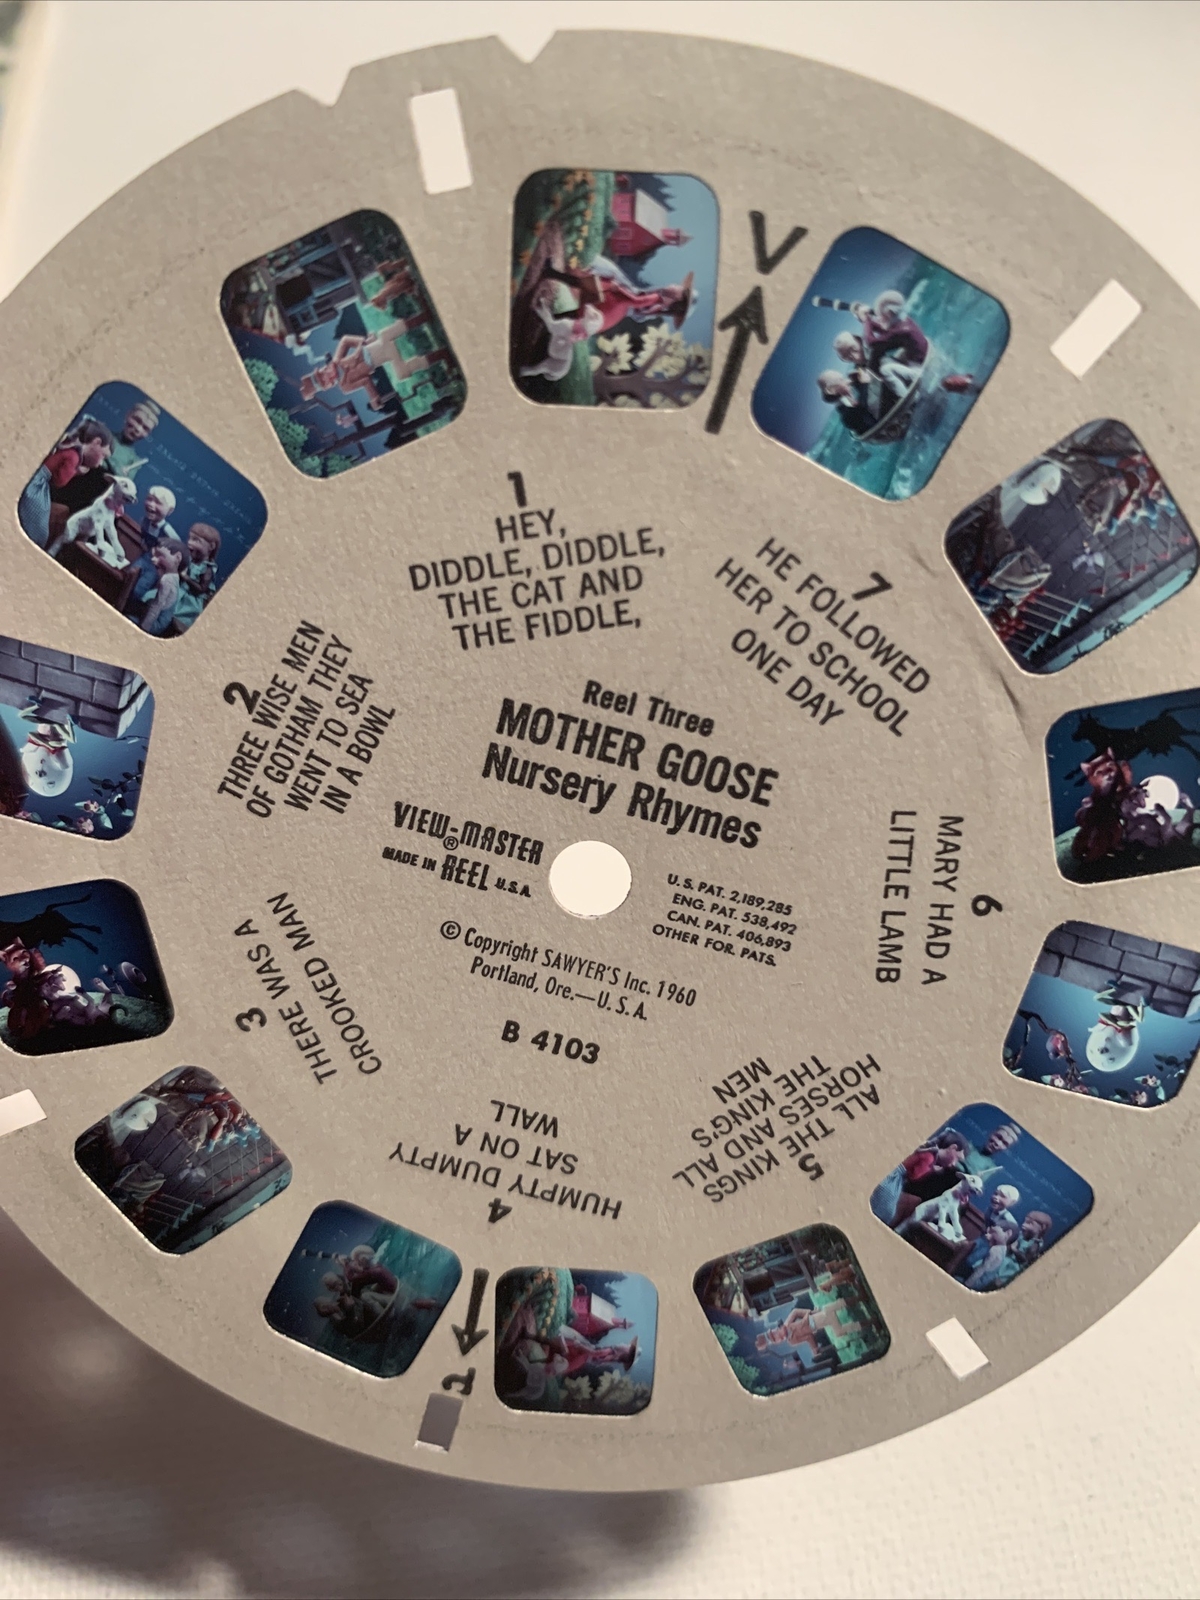 V
1
HEY,
DIDDLE, DIDDLE,
THE CAT AND
THE FIDDLE,
7
HE FOLLOWED
HER TO SCHOOL
ONE DAY
2
THREE WISE MEN
OF GOTHAM THEY
WENT TO SEA
IN A BOWL
Reel Three
MOTHER GOOSE
Nursery Rhymes
VIEW-MASTER
®
MADE IN REEL U.S.A.
U.S. PAT. 2,189,285
ENG. PAT. 538,492
CAN. PAT. 406,893
OTHER FOR. PATS.
© Copyright SAWYER'S Inc. 1960
Portland, Ore.—U.S.A.
B 4103
6
MARY HAD A
LITTLE LAMB
3
THERE WAS A
CROOKED MAN
4
HUMPTY DUMPTY
SAT ON A
WALL
5
ALL THE KINGS
HORSES AND ALL
THE KING'S
MEN